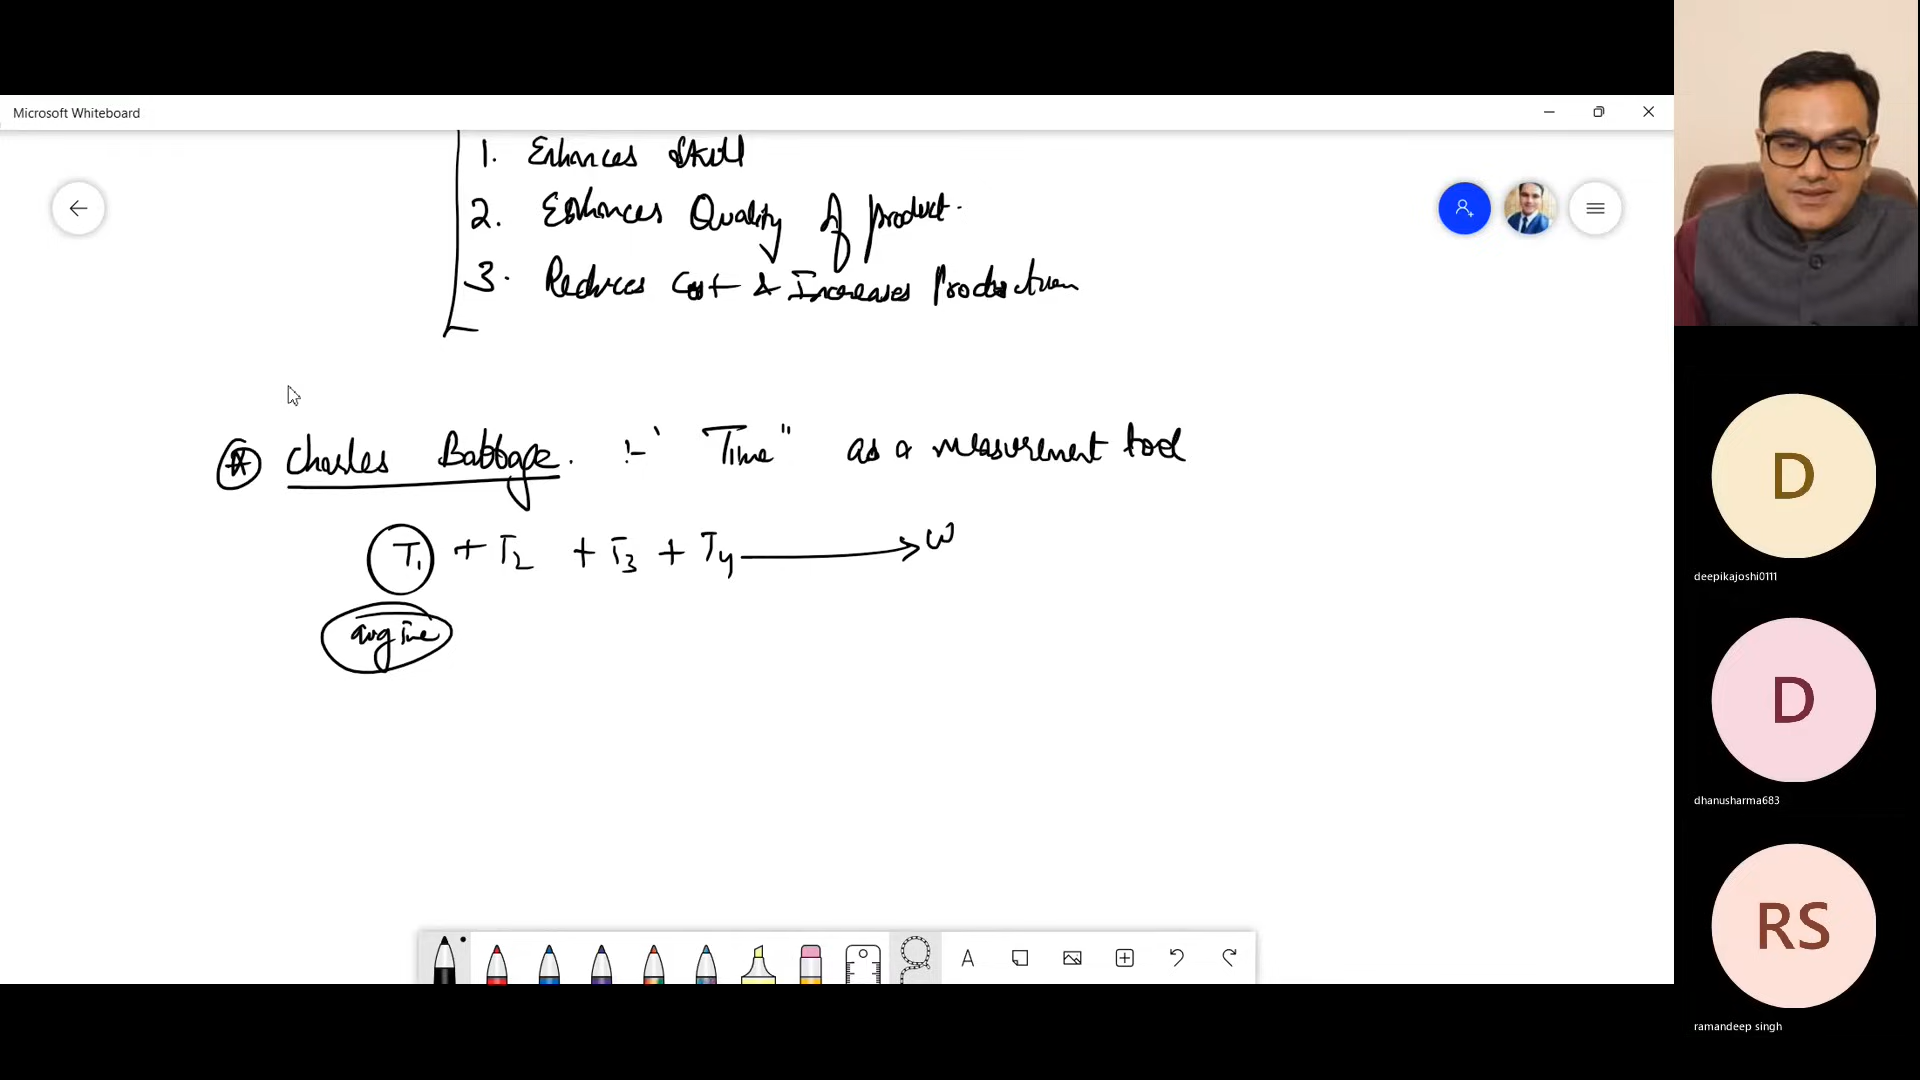 Microsoft Whiteboard
1. Enhances Skill
2. Enhances Quality of product.
3. Reduces Cost & Increases Production
Charles Babbage :- "Time" as a measurement tool
T1 + T2 + T3 + T4 → W
avg time
A
D
deepikajoshi0111
D
dhanusharma683
RS
ramandeep singh